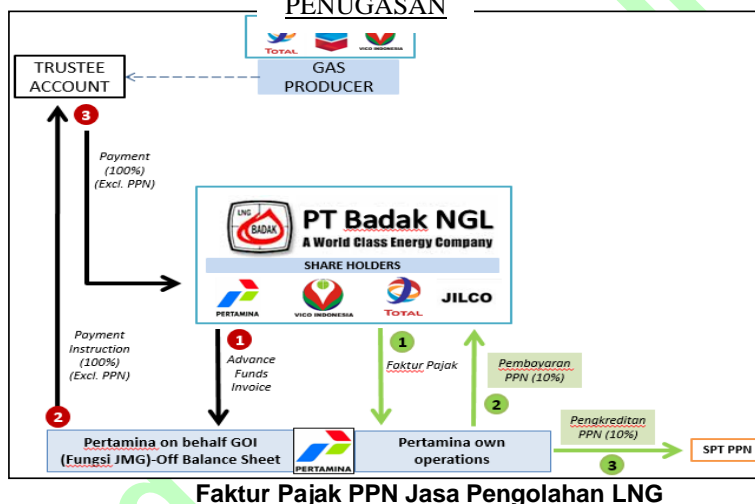 PENUGASAN
TOTAL
VICO INDONESIA
TRUSTEE
ACCOUNT
GAS
PRODUCER
3
Payment
(100%)
(Excl. PPN)
LNG
BADAK
PT Badak NGL
A World Class Energy Company
SHARE HOLDERS
PERTAMINA
VICO INDONESIA
TOTAL
JILCO
Payment
Instruction
(100%)
(Excl. PPN)
1
Advance
Funds
Invoice
1
Faktur Pajak
Pembayaran
PPN (10%)
2
2
Pertamina on behalf GOI
(Fungsi JMG)-Off Balance Sheet
PERTAMINA
Pertamina own
operations
Pengkreditan
PPN (10%)
3
SPT PPN
Faktur Pajak PPN Jasa Pengolahan LNG